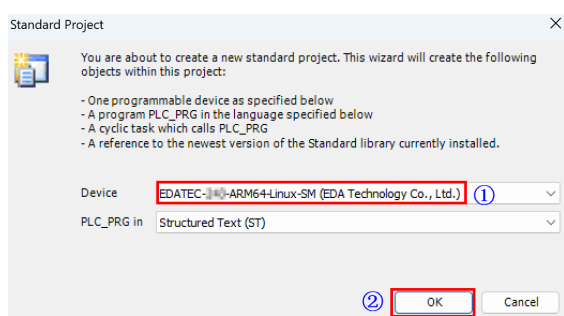 Standard Project
You are about to create a new standard project. This wizard will create the following
objects within this project:
- One programmable device as specified below
- A program PLC_PRG in the language specified below
- A cyclic task which calls PLC_PRG
- A reference to the newest version of the Standard library currently installed.
Device EDATEC- -ARM64-Linux-SM (EDA Technology Co., Ltd.) ①
PLC_PRG in Structured Text (ST)
② OK Cancel